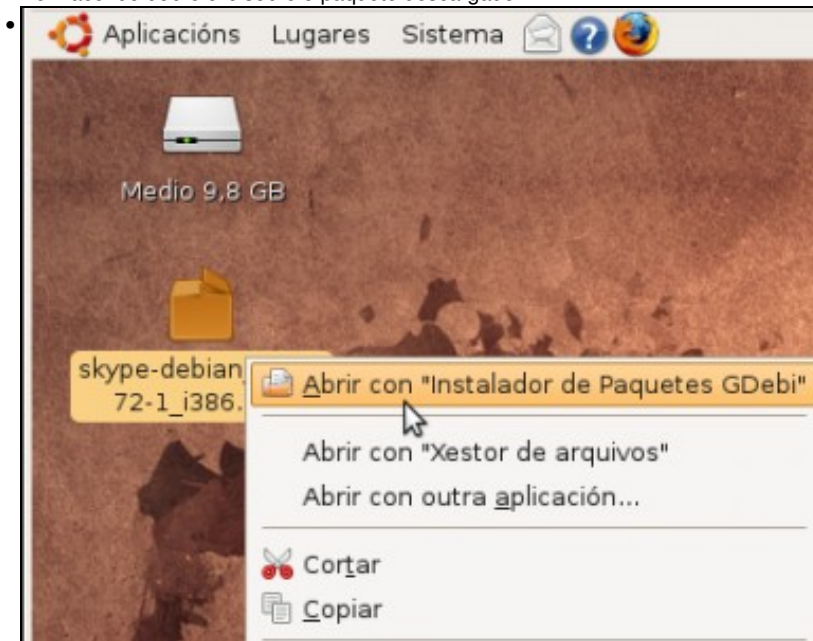 Aplicacións Lugares Sistema
Medio 9,8 GB
skype-debian
72-1_i386.
Abrir con "Instalador de Paquetes GDebi"
Abrir con "Xestor de arquivos"
Abrir con outra aplicación...
Cortar
Copiar